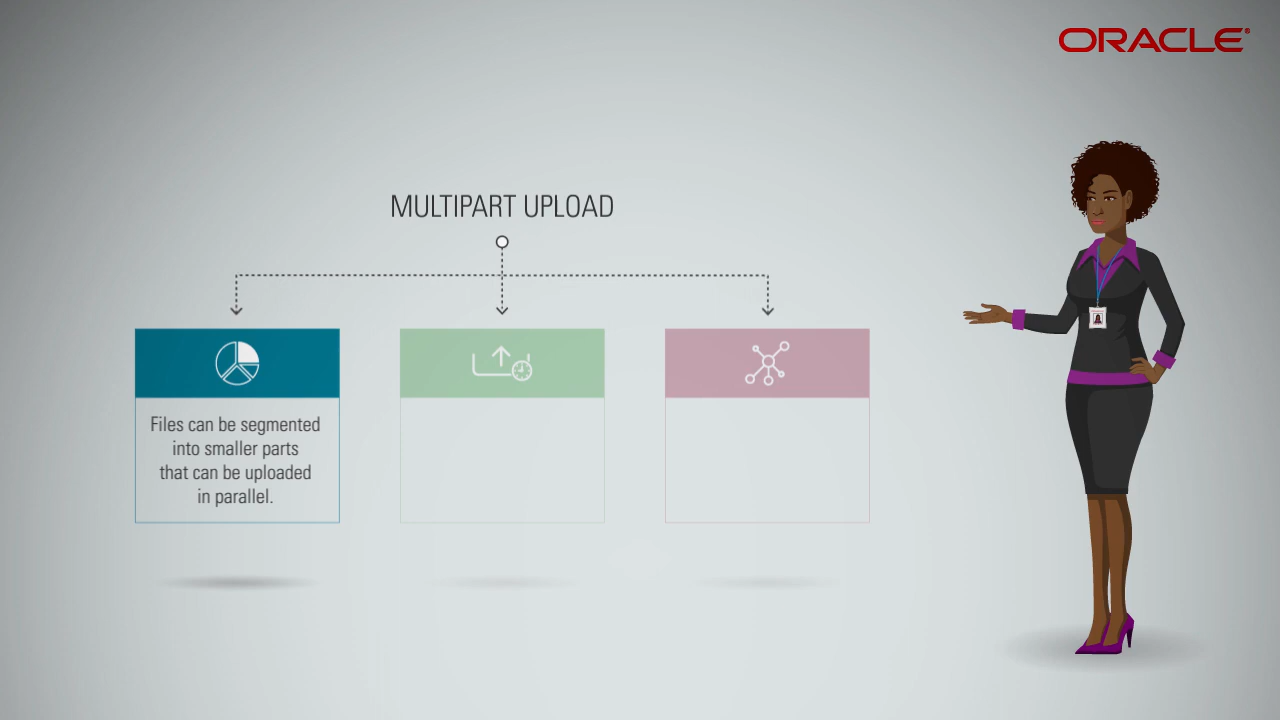 ORACLE®
MULTIPART UPLOAD
Files can be segmented
into smaller parts
that can be uploaded
in parallel.